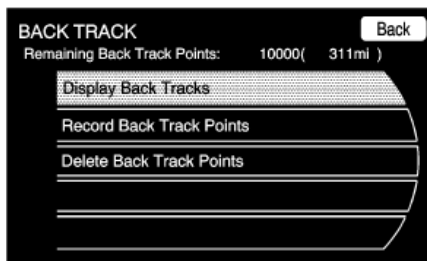 BACK TRACK Back
Remaining Back Track Points: 10000( 311mi )
Display Back Tracks
Record Back Track Points
Delete Back Track Points